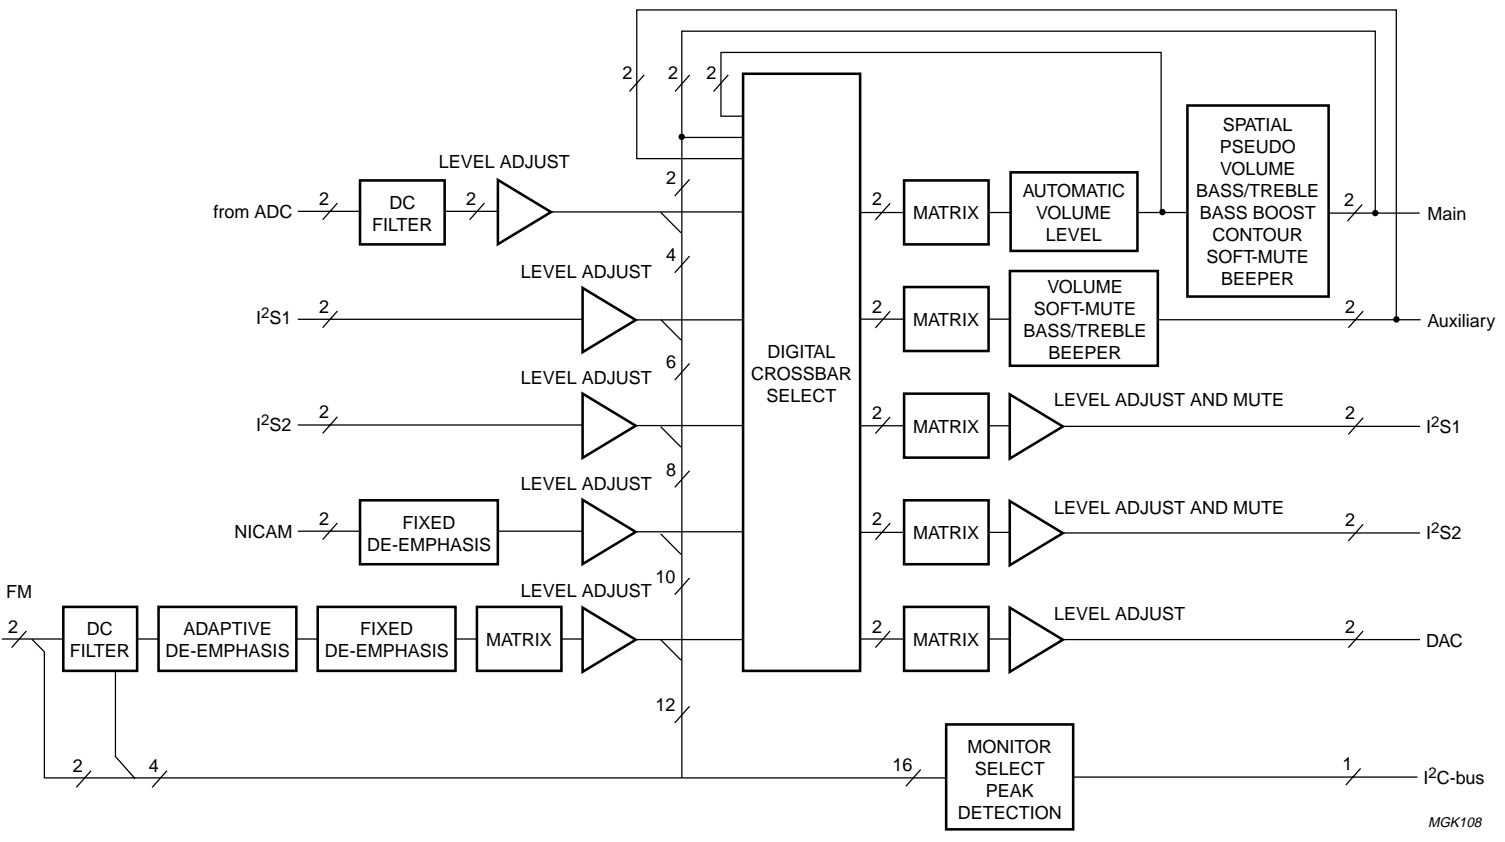 2
2
2
LEVEL ADJUST
from ADC
2
DC
FILTER
2
2
4
LEVEL ADJUST
I²S1
2
6
LEVEL ADJUST
I²S2
2
8
LEVEL ADJUST
NICAM
2
FIXED
DE-EMPHASIS
10
LEVEL ADJUST
FM
2
DC
FILTER
ADAPTIVE
DE-EMPHASIS
FIXED
DE-EMPHASIS
MATRIX
12
2
4
DIGITAL
CROSSBAR
SELECT
2
MATRIX
AUTOMATIC
VOLUME
LEVEL
SPATIAL
PSEUDO
VOLUME
BASS/TREBLE
BASS BOOST
CONTOUR
SOFT-MUTE
BEEPER
2
Main
2
MATRIX
VOLUME
SOFT-MUTE
BASS/TREBLE
BEEPER
2
Auxiliary
2
MATRIX
LEVEL ADJUST AND MUTE
2
I²S1
2
MATRIX
LEVEL ADJUST AND MUTE
2
I²S2
2
MATRIX
LEVEL ADJUST
2
DAC
16
MONITOR
SELECT
PEAK
DETECTION
1
I²C-bus
MGK108